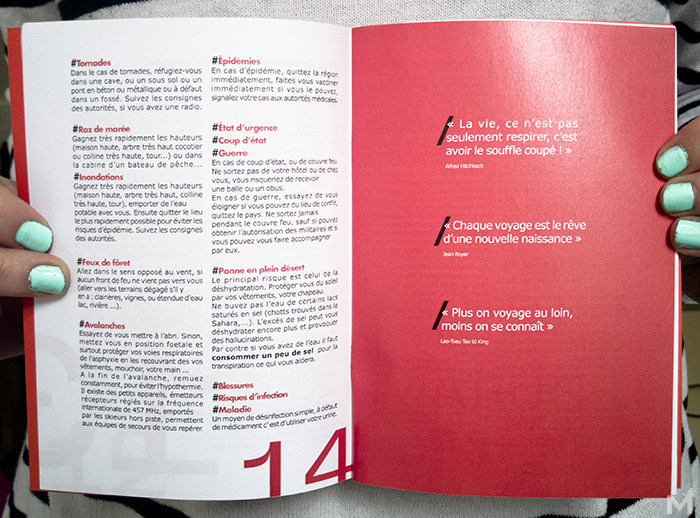 #Tornades
Dans le cas de tornades, réfugiez-vous
dans une cave, ou un sous sol ou un
pont en béton ou métallique ou à défaut
dans un fossé. Suivez les consignes
des autorités, si vous avez une radio.
#Raz de marée
Gagnez très rapidement les hauteurs
(maison haute, arbre très haut cocotier
ou colline très haute, tour...) ou dans
la cabine d'un bateau de pêche...
#Inondations
Gagnez très rapidement les hauteurs
(maison haute, arbre très haut, colline
très haute, tour), emporter de l'eau
potable avec vous. Ensuite quitter le lieu
le plus rapidement possible pour éviter les
risques d'épidémie. Suivez les consignes
des autorités.
#Feux de fôret
Allez dans le sens opposé au vent, si
aucun front de feu ne vient pas vers vous
(aller vers les terrains dégagé s'il y
en a : clairières, vignes, ou étendue d'eau
lac, rivière ...).
#Avalanches
Essayez de vous mettre à l'abri. Sinon,
mettez vous en position foetale et
surtout protéger vos voies respiratoires
de l'asphyxie en les recouvrant des vos
vêtements, mouchoir, votre main ...
A la fin de l'avalanche, remuez
constamment, pour éviter l'hypothermie.
Il existe des petits appareils, émetteurs
récepteurs réglés sur la fréquence
internationale de 457 MHz, emportés
par les skieurs hors piste, permettent
aux équipes de secours de vous repérer.
#Épidémies
En cas d'épidémie, quittez la région
immédiatement, faites vous vacciner
immédiatement si vous le pouvez,
signalez votre cas aux autortés médicales.
#État d'urgence
#Coup d'état
#Guerre
En cas de coup d'état, ou de couvre feu
Ne sortez pas de votre hôtel ou de chez
vous, vous risqueriez de recevoir
une balle ou un obus.
En cas de guerre, essayez de vous
éloigner si vous pouvez du lieu de conflit,
quittez le pays. Ne sortez jamais
pendant le couvre feu, sauf si pouvez
obtenir l'autorisation des militaires et si
vous pouvez vous faire accompagner
par eux.
#Panne en plein désert
Le principal risque est celui de la
déshydratation. Protéger vous du soleil
par vos vêtements, votre chapeau.
Ne buvez pas l'eau de certains lacs
saturés en sel (chotts trouvés dans le
Sahara,...). L'excès de sel peut vous
déshydrater encore plus et provoquer
des hallucinations.
Par contre si vous avez de l'eau il faut
consommer un peu de sel pour la
transpiration ce qui vous aidera.
#Blessures
#Risques d'infection
#Maladie
Un moyen de désinfection simple, à défaut
de médicament c'est d'utiliser votre urine.
14
« La vie, ce n'est pas
seulement respirer, c'est
avoir le souffle coupé ! »
Alfred Hitchkock
« Chaque voyage est le rêve
d'une nouvelle naissance »
Jean Royer
« Plus on voyage au loin,
moins on se connaît »
Lao-Tseu Tao tö King